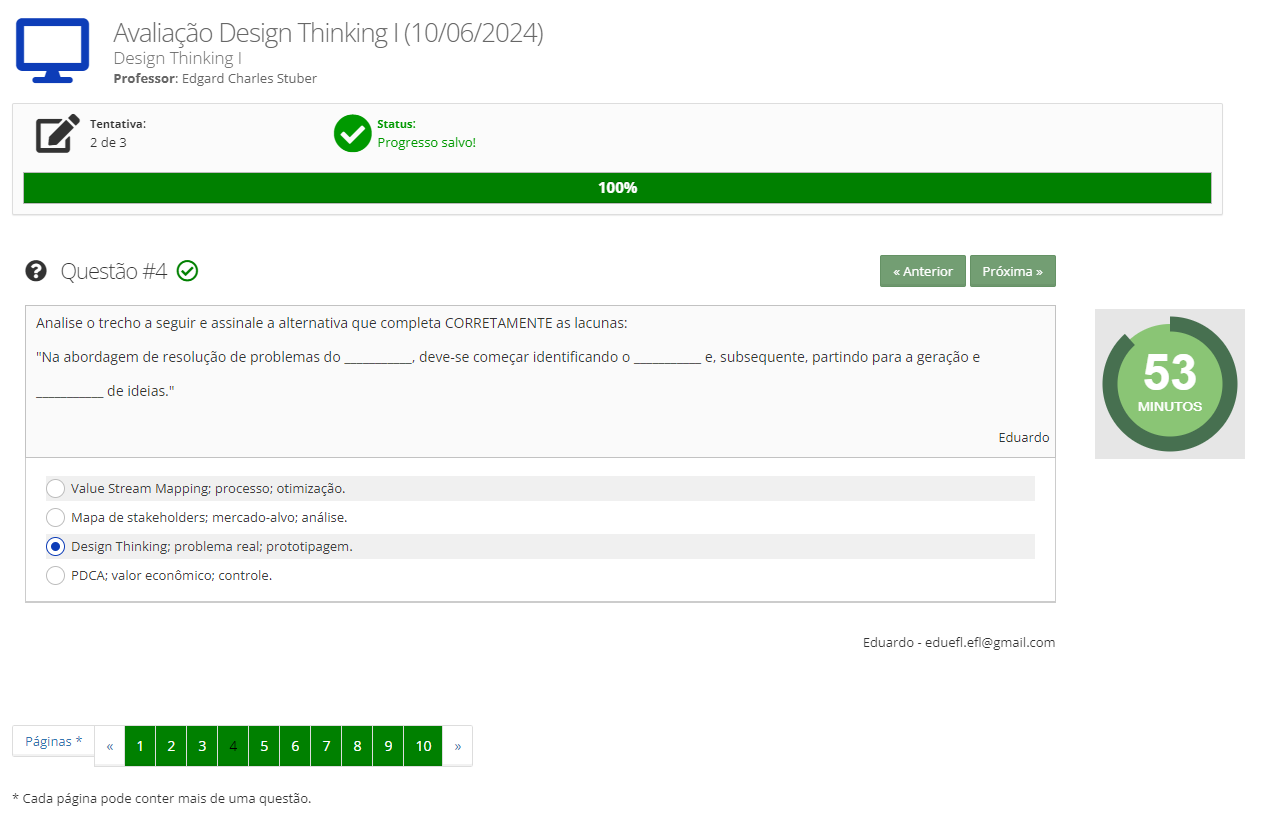 Avaliação Design Thinking I (10/06/2024)
Design Thinking I
Professor: Edgard Charles Stuber
Tentativa:
2 de 3
Status:
Progresso salvo!
100%
Questão #4
« Anterior
Próxima »
Analise o trecho a seguir e assinale a alternativa que completa CORRETAMENTE as lacunas:
"Na abordagem de resolução de problemas do __________, deve-se começar identificando o __________ e, subsequente, partindo para a geração e
__________ de ideias."
Eduardo
53
MINUTOS
Value Stream Mapping; processo; otimização.
Mapa de stakeholders; mercado-alvo; análise.
Design Thinking; problema real; prototipagem.
PDCA; valor econômico; controle.
Eduardo - eduefl.efl@gmail.com
Páginas * « 1 2 3 4 5 6 7 8 9 10 »
* Cada página pode conter mais de uma questão.